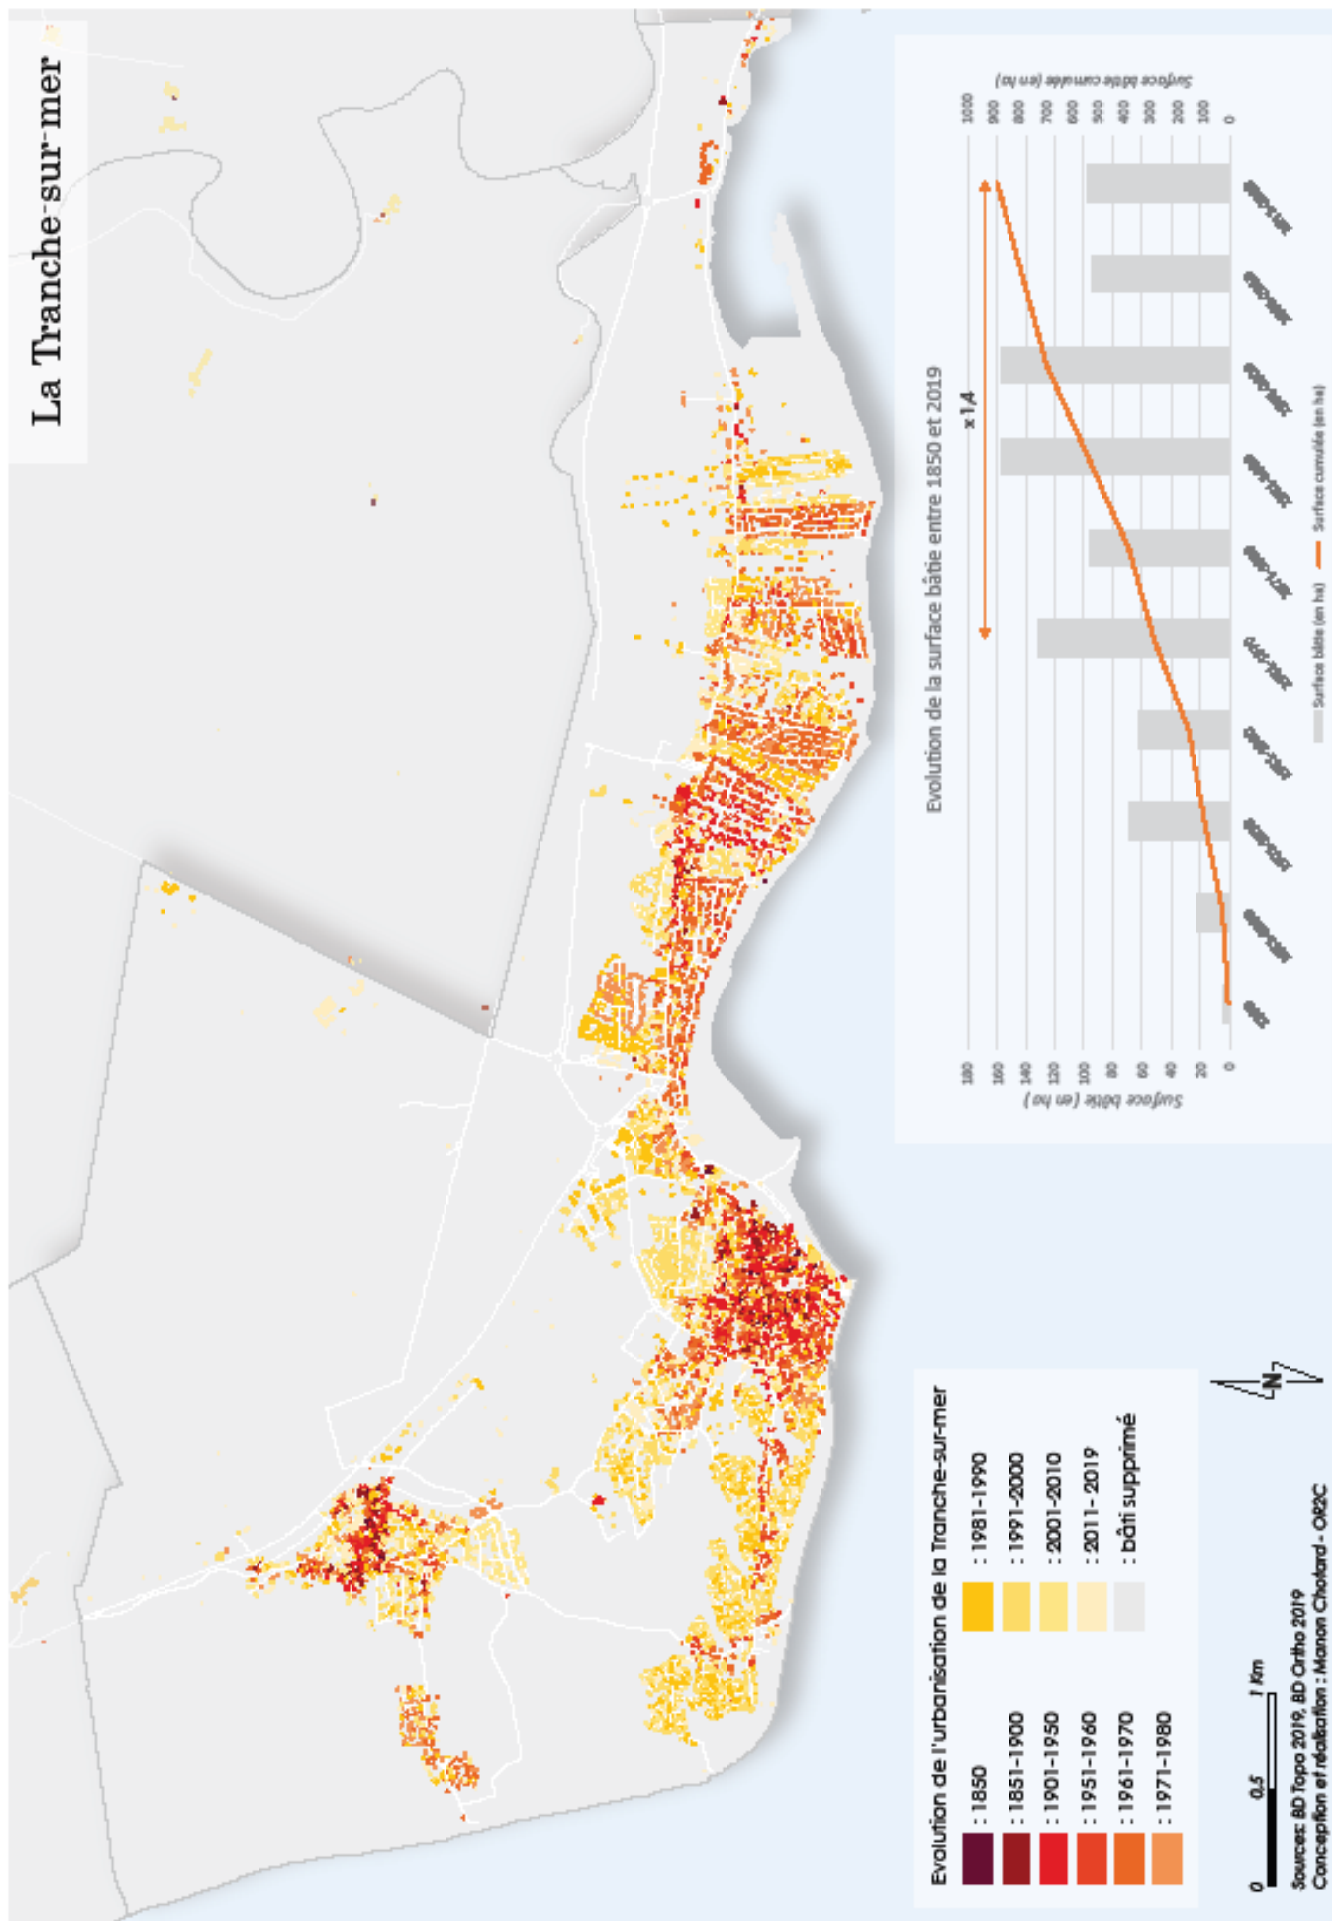 La Tranche-sur-mer
Evolution de l'urbanisation de la Tranche-sur-mer
: 1850
: 1851-1900
: 1901-1950
: 1951-1960
: 1961-1970
: 1971-1980
: 1981-1990
: 1991-2000
: 2001-2010
: 2011- 2019
: bâti supprimé
0 0,5 1 Km
N
Sources: BD Topo 2019, BD Ortho 2019
Conception et réalisation : Manon Chotard - OR2C
Evolution de la surface bâtie entre 1850 et 2019
x 1,4
Surface bâtie (en ha)
180
160
140
120
100
80
60
40
20
0
Surface bâtie cumulée (en ha)
1000
900
800
700
600
500
400
300
200
100
0
Surface bâtie (en ha) Surface cumulée (en ha)